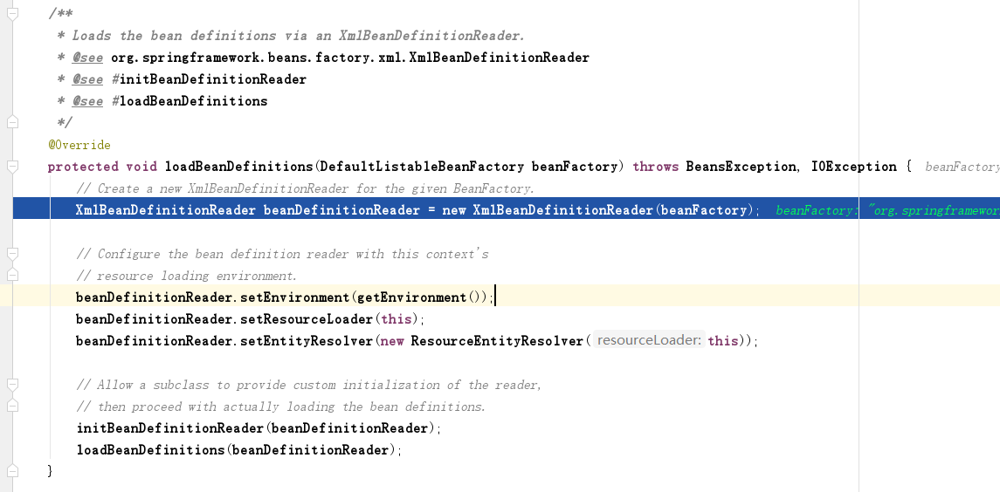 /**
 * Loads the bean definitions via an XmlBeanDefinitionReader.
 * @see org.springframework.beans.factory.xml.XmlBeanDefinitionReader
 * @see #initBeanDefinitionReader
 * @see #loadBeanDefinitions
 */
@Override
protected void loadBeanDefinitions(DefaultListableBeanFactory beanFactory) throws BeansException, IOException { beanFactory
// Create a new XmlBeanDefinitionReader for the given BeanFactory.
XmlBeanDefinitionReader beanDefinitionReader = new XmlBeanDefinitionReader(beanFactory); beanFactory: "org.springframewor
// Configure the bean definition reader with this context's
// resource loading environment.
beanDefinitionReader.setEnvironment(getEnvironment());
beanDefinitionReader.setResourceLoader(this);
beanDefinitionReader.setEntityResolver(new ResourceEntityResolver( resourceLoader: this));
// Allow a subclass to provide custom initialization of the reader,
// then proceed with actually loading the bean definitions.
initBeanDefinitionReader(beanDefinitionReader);
loadBeanDefinitions(beanDefinitionReader);
}